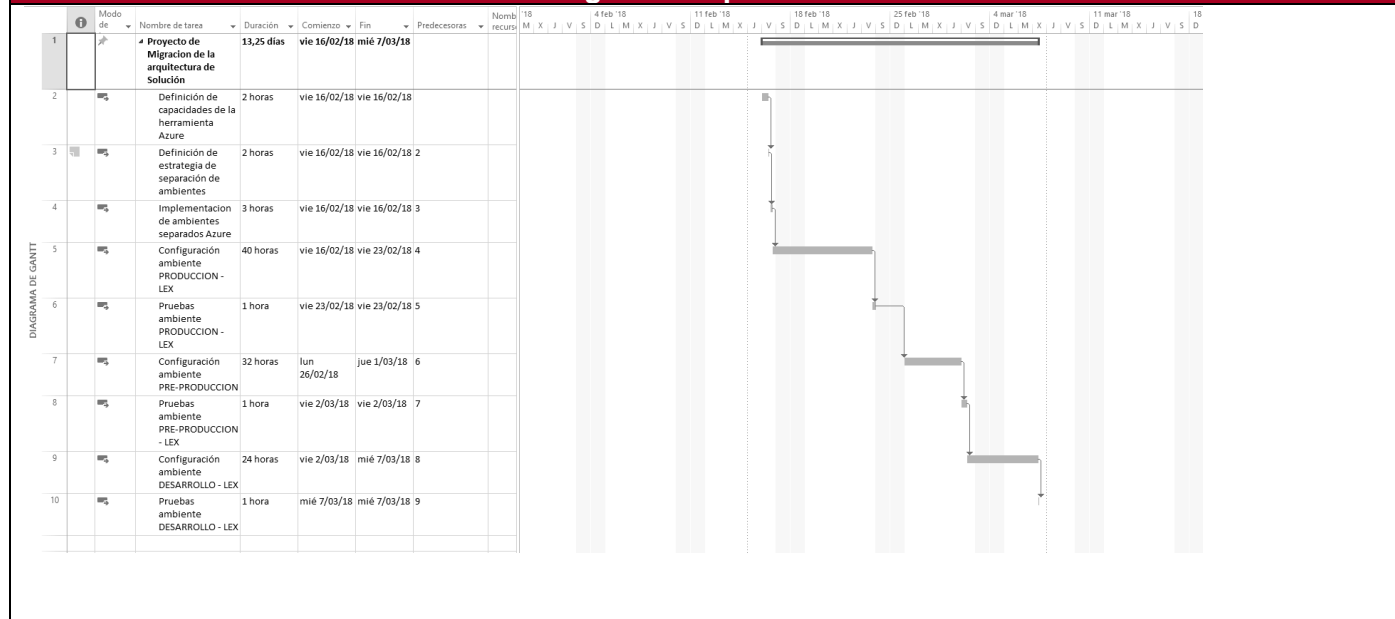 Modo de
Nombre de tarea
Duración
Comienzo
Fin
Predecesoras
Nomb
recurs
'18
4 feb '18
11 feb '18
18 feb '18
25 feb '18
4 mar '18
11 mar '18
18
M X J V S D L M X J V S D L M X J V S D L M X J V S D L M X J V S D L M X J V S D L M X J V S D
DIAGRAMA DE GANTT
1
Proyecto de
Migracion de la
arquitectura de
Solución
13,25 días
vie 16/02/18
mié 7/03/18
2
Definición de
capacidades de la
herramienta
Azure
2 horas
vie 16/02/18
vie 16/02/18
3
Definición de
estrategia de
separación de
ambientes
2 horas
vie 16/02/18
vie 16/02/18
2
4
Implementacion
de ambientes
separados Azure
3 horas
vie 16/02/18
vie 16/02/18
3
5
Configuración
ambiente
PRODUCCION -
LEX
40 horas
vie 16/02/18
vie 23/02/18
4
6
Pruebas
ambiente
PRODUCCION -
LEX
1 hora
vie 23/02/18
vie 23/02/18
5
7
Configuración
ambiente
PRE-PRODUCCION
32 horas
lun
26/02/18
jue 1/03/18
6
8
Pruebas
ambiente
PRE-PRODUCCION
- LEX
1 hora
vie 2/03/18
vie 2/03/18
7
9
Configuración
ambiente
DESARROLLO - LEX
24 horas
vie 2/03/18
mié 7/03/18
8
10
Pruebas
ambiente
DESARROLLO - LEX
1 hora
mié 7/03/18
mié 7/03/18
9